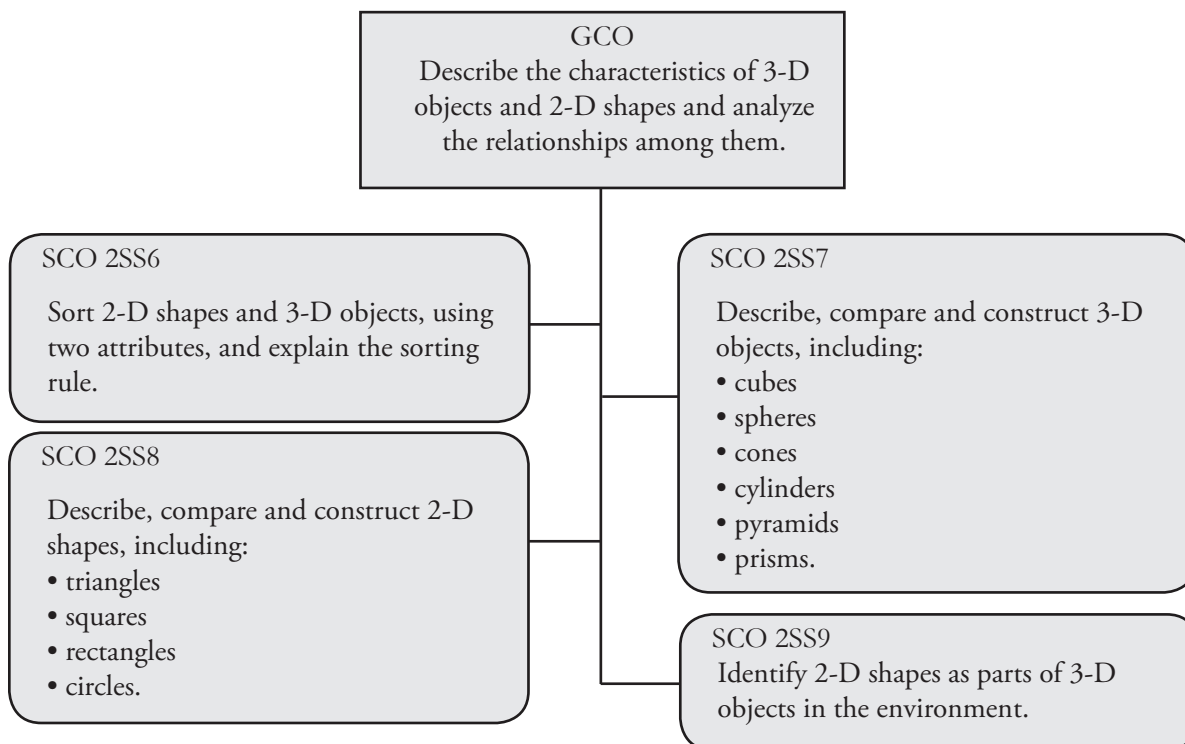 GCO
Describe the characteristics of 3-D
objects and 2-D shapes and analyze
the relationships among them.
SCO 2SS6
Sort 2-D shapes and 3-D objects, using
two attributes, and explain the sorting
rule.
SCO 2SS7
Describe, compare and construct 3-D
objects, including:
• cubes
• spheres
• cones
• cylinders
• pyramids
• prisms.
SCO 2SS8
Describe, compare and construct 2-D
shapes, including:
• triangles
• squares
• rectangles
• circles.
SCO 2SS9
Identify 2-D shapes as parts of 3-D
objects in the environment.